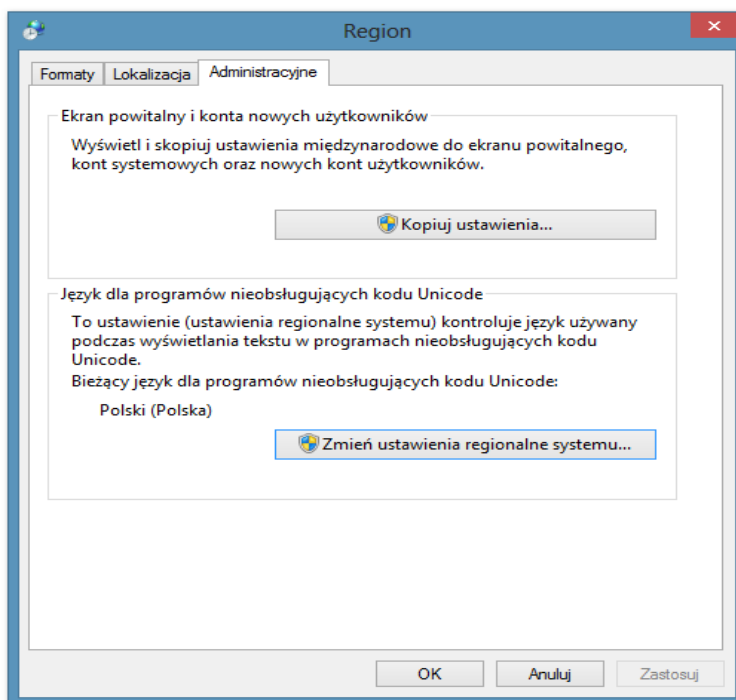 Region
Formaty
Lokalizacja
Administracyjne
Ekran powitalny i konta nowych użytkowników
Wyświetl i skopiuj ustawienia międzynarodowe do ekranu powitalnego,
kont systemowych oraz nowych kont użytkowników.
Kopiuj ustawienia...
Język dla programów nieobsługujących kodu Unicode
To ustawienie (ustawienia regionalne systemu) kontroluje język używany
podczas wyświetlania tekstu w programach nieobsługujących kodu
Unicode.
Bieżący język dla programów nieobsługujących kodu Unicode:
Polski (Polska)
Zmień ustawienia regionalne systemu...
OK
Anuluj
Zastosuj